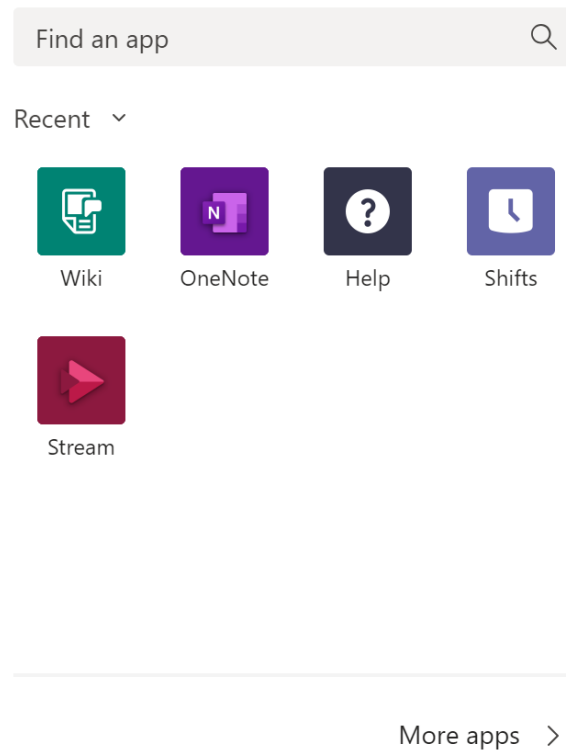 Find an app
Recent
N
?
Wiki OneNote Help Shifts
Stream
More apps